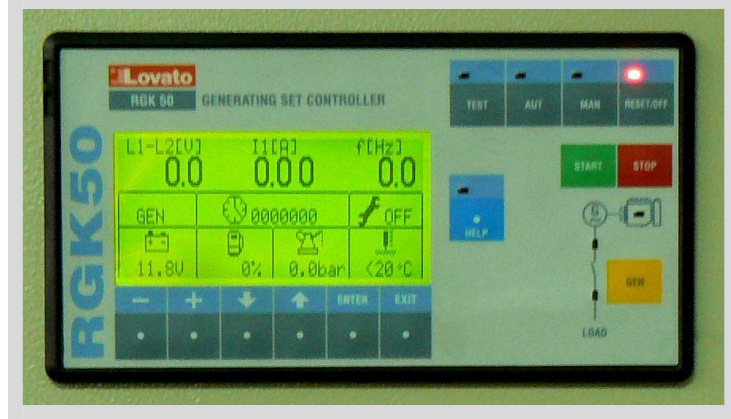 Lovato
RGK 50 GENERATING SET CONTROLLER
RGK50
L1-L2[V] I1[A] f[Hz]
0.0 0.00 0.0
GEN 0000000 OFF
11.8V 0% 0.0bar <20°C
- +
ENTER EXIT
TEST AUT MAN RESET/OFF
START STOP
HELP
G
GEN
LOAD